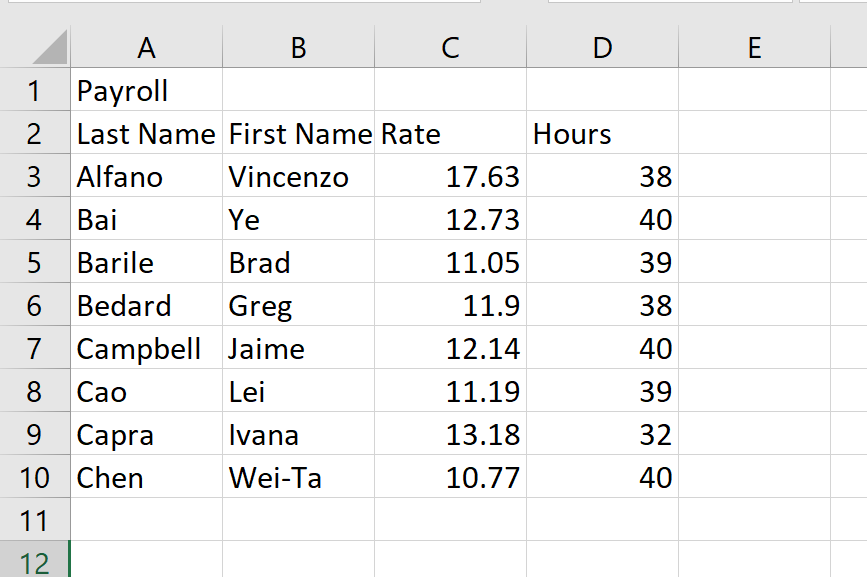 A B C D E
1 Payroll
2 Last Name First Name Rate Hours
3 Alfano Vincenzo 17.63 38
4 Bai Ye 12.73 40
5 Barile Brad 11.05 39
6 Bedard Greg 11.9 38
7 Campbell Jaime 12.14 40
8 Cao Lei 11.19 39
9 Capra Ivana 13.18 32
10 Chen Wei-Ta 10.77 40
11
12